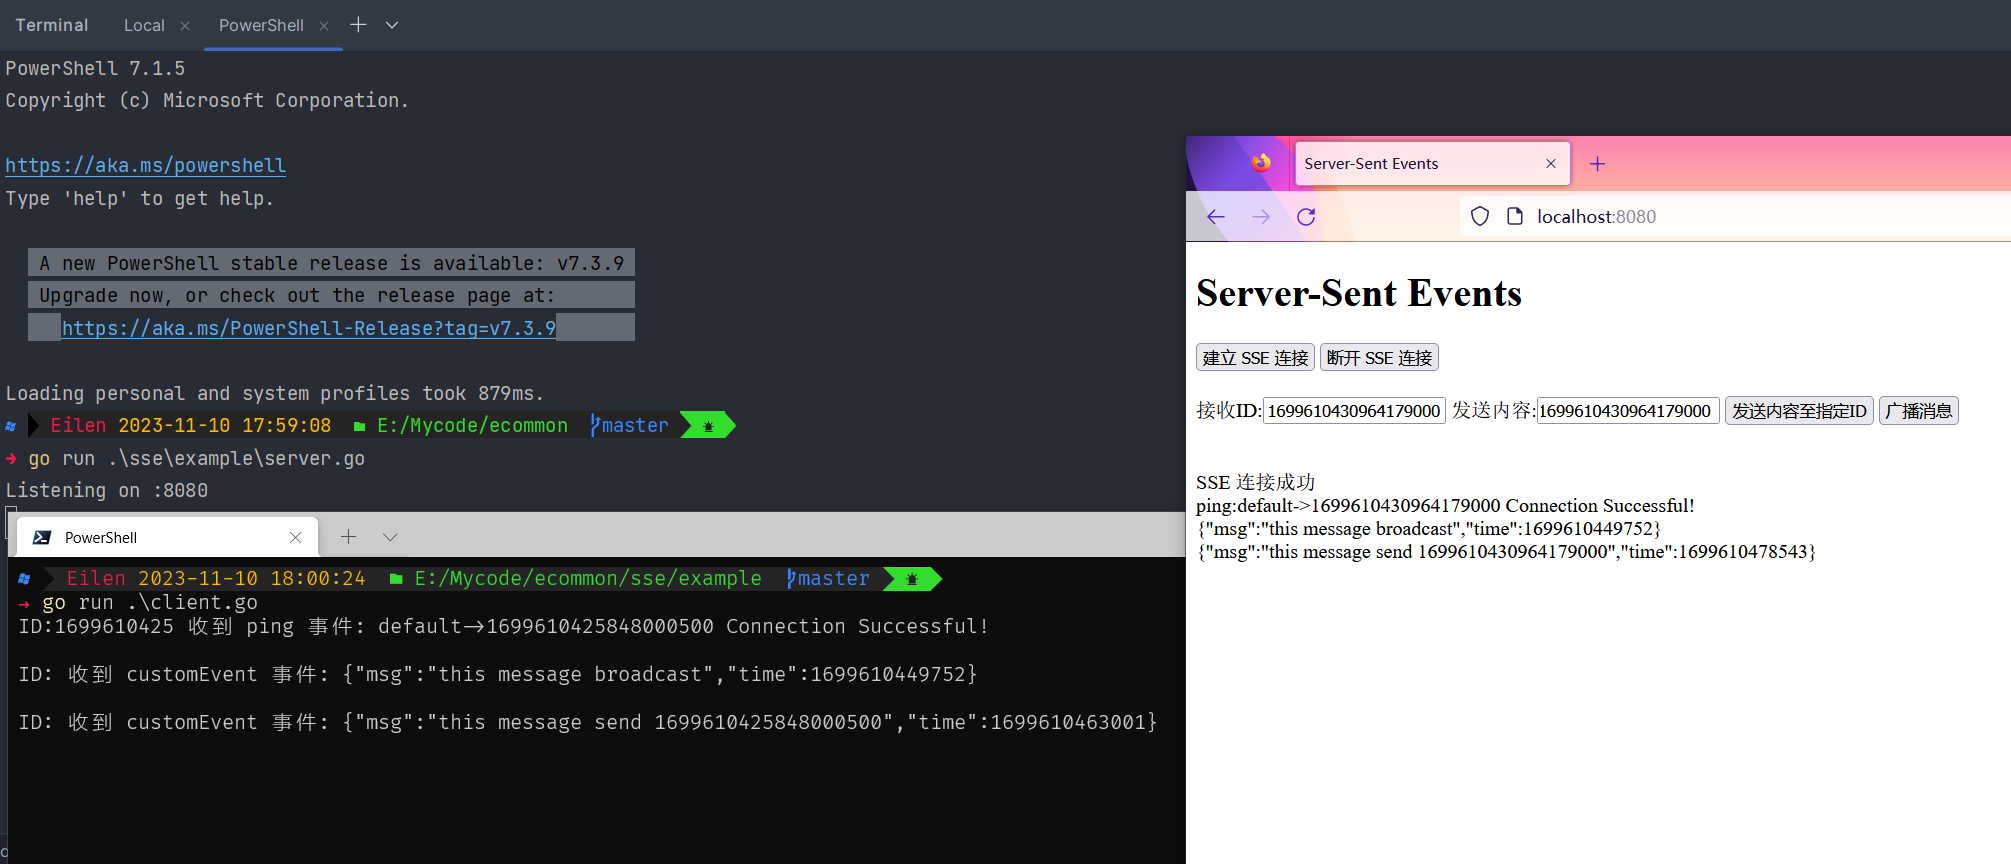 Terminal Local PowerShell
PowerShell 7.1.5
Copyright (c) Microsoft Corporation.
https://aka.ms/powershell
Type 'help' to get help.
A new PowerShell stable release is available: v7.3.9
Upgrade now, or check out the release page at:
https://aka.ms/PowerShell-Release?tag=v7.3.9
Loading personal and system profiles took 879ms.
Eilen 2023-11-10 17:59:08 E:/Mycode/ecommon master
→ go run .\sse\example\server.go
Listening on :8080
PowerShell
Eilen 2023-11-10 18:00:24 E:/Mycode/ecommon/sse/example master
→ go run .\client.go
ID:1699610425 收到 ping 事件: default->1699610425848000500 Connection Successful!
ID: 收到 customEvent 事件: {"msg":"this message broadcast","time":1699610449752}
ID: 收到 customEvent 事件: {"msg":"this message send 1699610425848000500","time":1699610463001}
Server-Sent Events
localhost:8080
Server-Sent Events
建立 SSE 连接 断开 SSE 连接
接收ID: 1699610430964179000 发送内容: 1699610430964179000 发送内容至指定ID 广播消息
SSE 连接成功
ping:default->1699610430964179000 Connection Successful!
{"msg":"this message broadcast","time":1699610449752}
{"msg":"this message send 1699610430964179000","time":1699610478543}